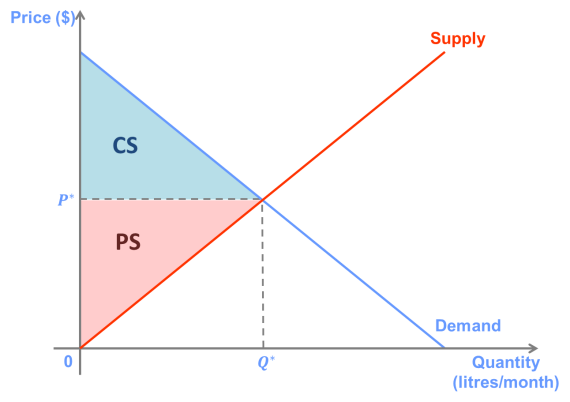 Price ($)
Supply
CS
P*
PS
Demand
0
Q*
Quantity
(litres/month)